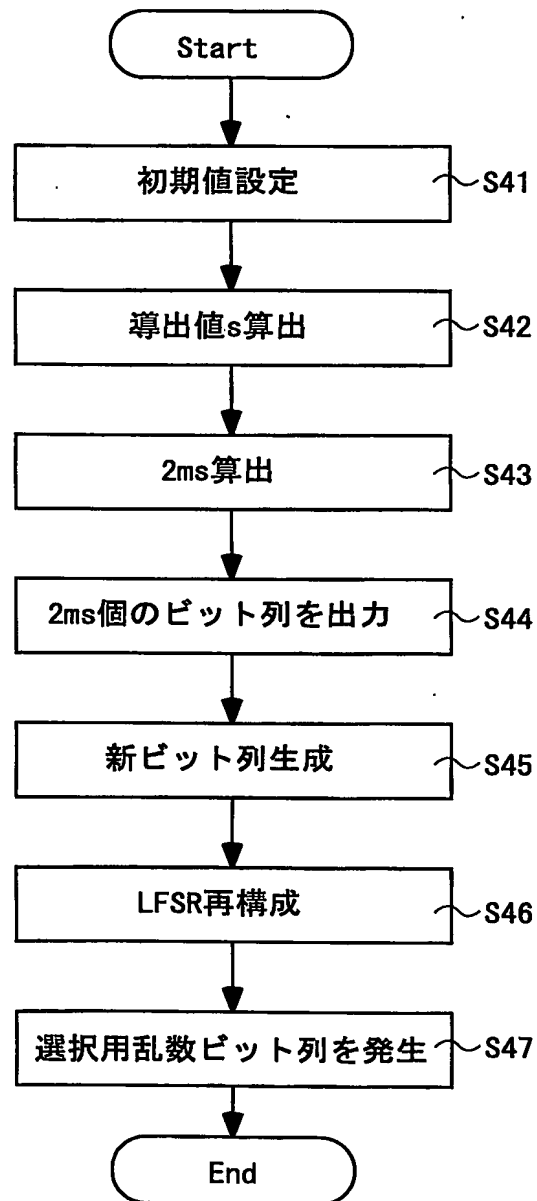 Start
初期値設定
S41
導出値s算出
S42
2ms算出
S43
2ms個のビット列を出力
S44
新ビット列生成
S45
LFSR再構成
S46
選択用乱数ビット列を発生
S47
End